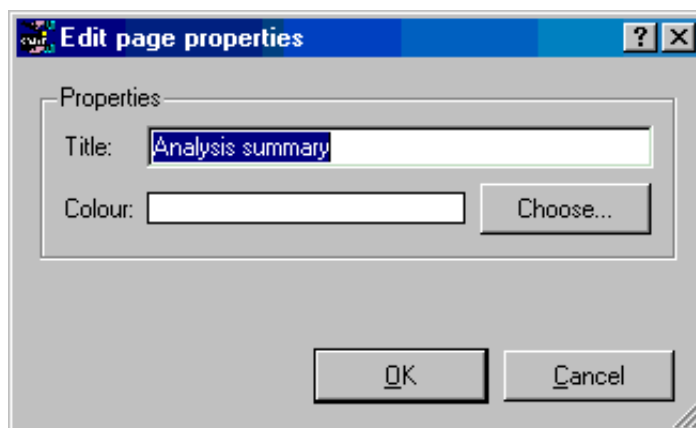 Edit page properties
Properties
Title: Analysis summary
Colour: Choose...
OK Cancel